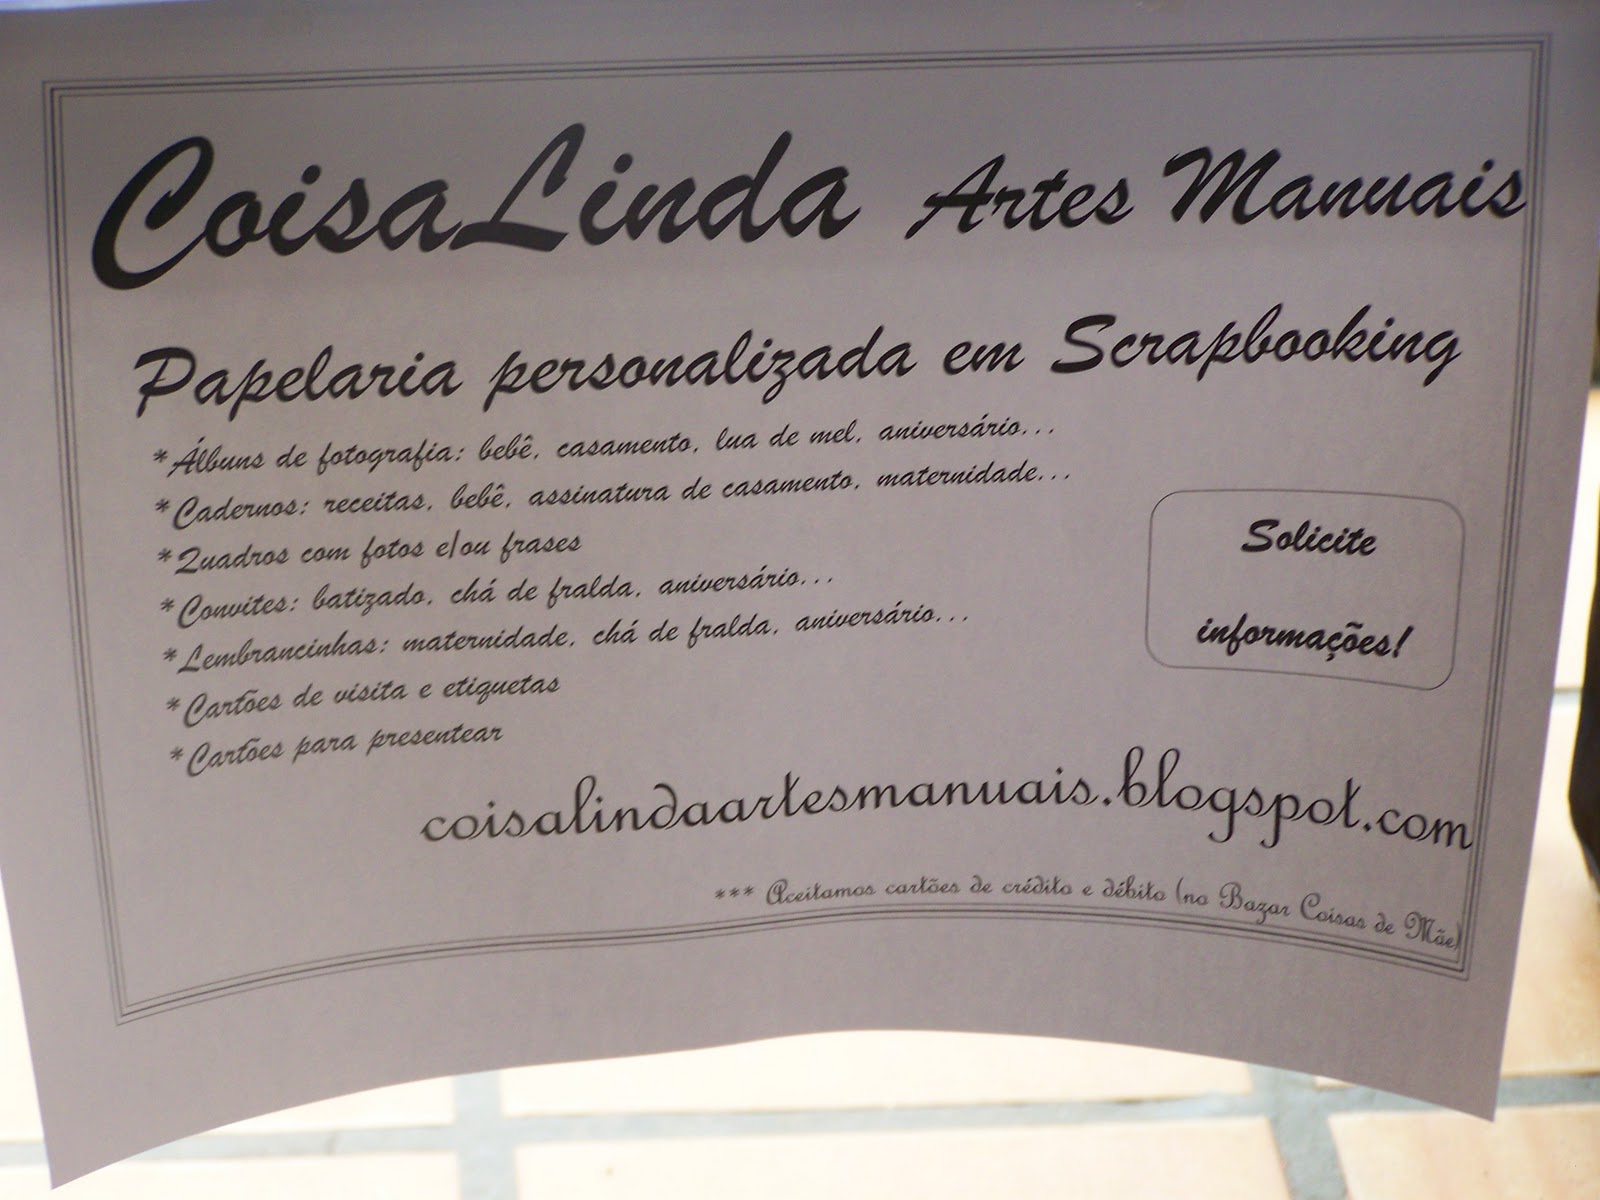 CoisaLinda Artes Manuais
Papelaria personalizada em Scrapbooking
*Álbuns de fotografia: bebê, casamento, lua de mel, aniversário...
*Cadernos: receitas, bebê, assinatura de casamento, maternidade...
*Quadros com fotos e/ou frases
*Convites: batizado, chá de fralda, aniversário...
*Lembrancinhas: maternidade, chá de fralda, aniversário...
*Cartões de visita e etiquetas
*Cartões para presentear
Solicite
informações!
coisalindaartesmanuais.blogspot.com
*** Aceitamos cartões de crédito e débito (no Bazar Coisas de Mãe)